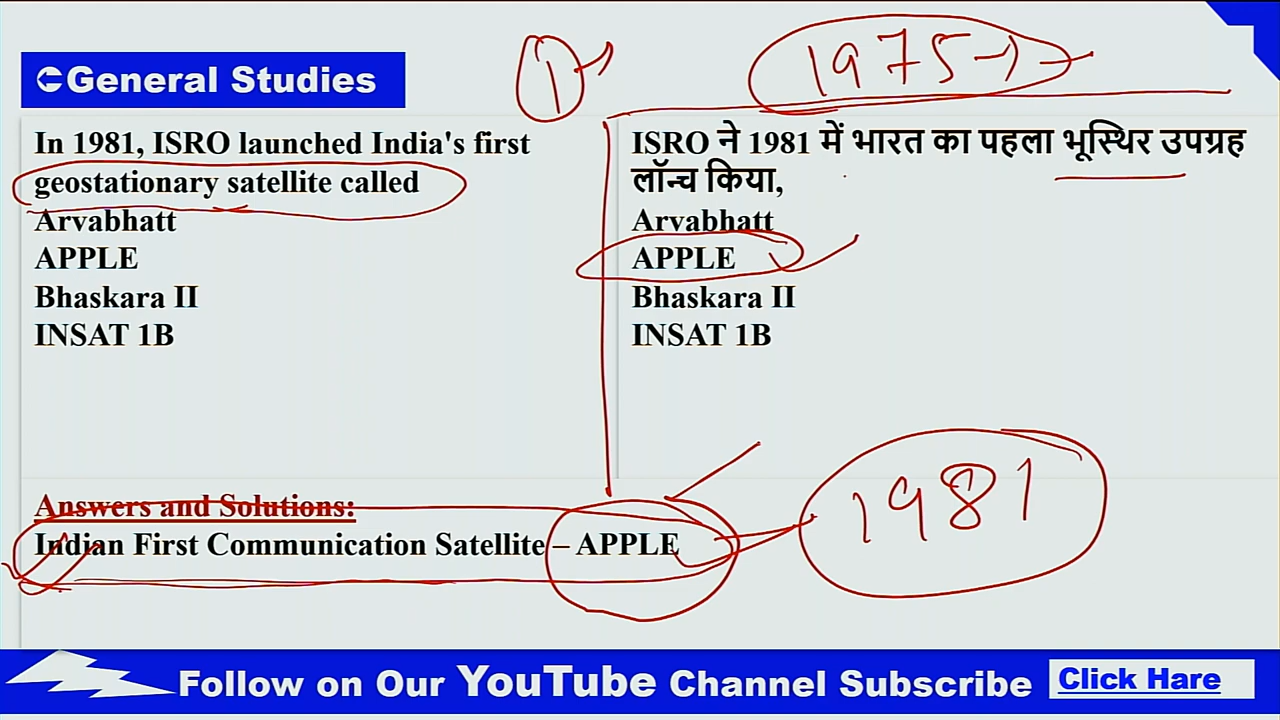 ① 1975
General Studies
In 1981, ISRO launched India's first
geostationary satellite called
Arvabhatt
APPLE
Bhaskara II
INSAT 1B
ISRO ने 1981 में भारत का पहला भूस्थिर उपग्रह
लॉन्च किया,
Arvabhatt
APPLE
Bhaskara II
INSAT 1B
1981
Answers and Solutions:
Indian First Communication Satellite – APPLE
Follow on Our YouTube Channel Subscribe Click Hare